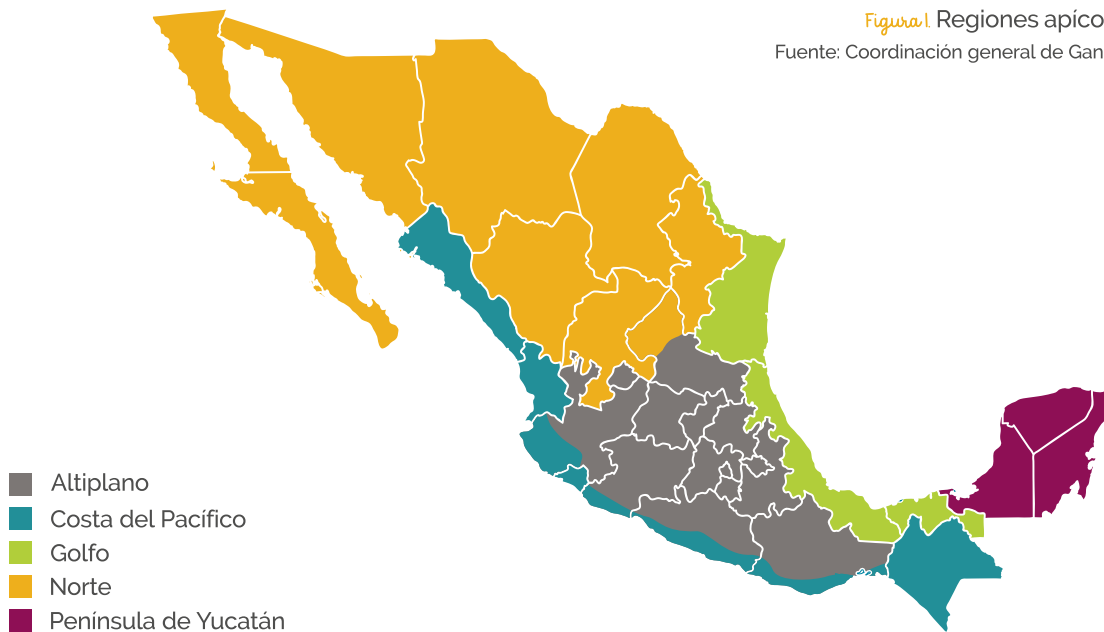 Figura 1. Regiones apíco
Fuente: Coordinación general de Gan
Altiplano
Costa del Pacífico
Golfo
Norte
Península de Yucatán